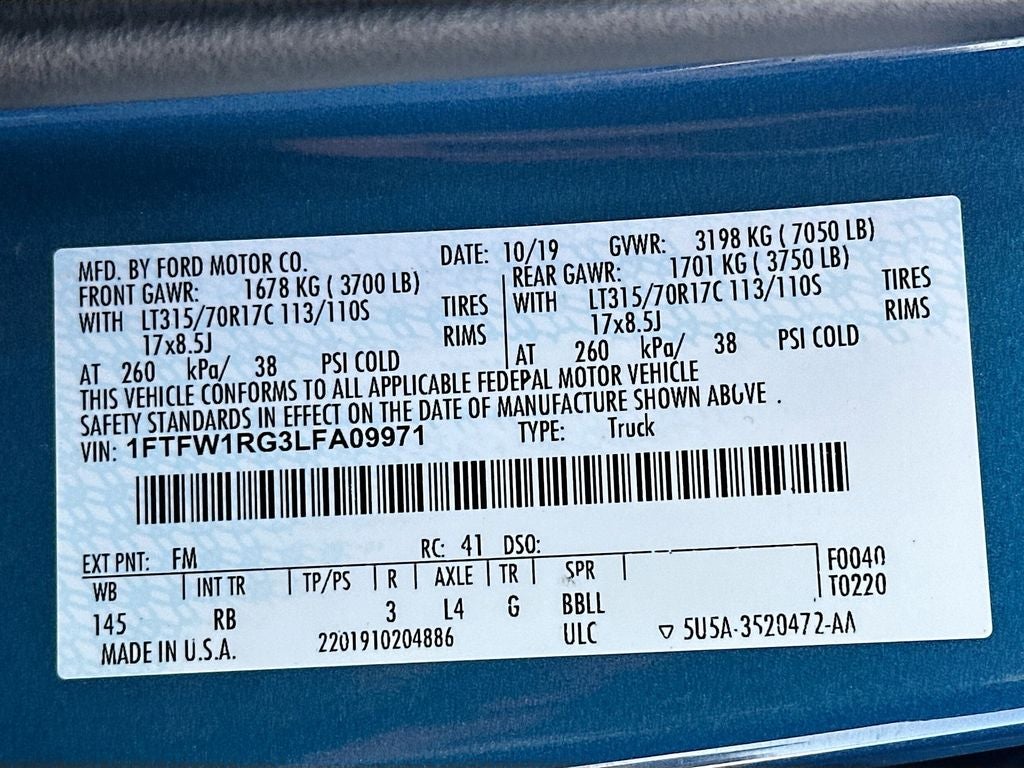 MFD. BY FORD MOTOR CO. DATE: 10/19 GVWR: 3198 KG ( 7050 LB)
FRONT GAWR: 1678 KG ( 3700 LB) REAR GAWR: 1701 KG ( 3750 LB)
WITH LT315/70R17C 113/110S TIRES WITH LT315/70R17C 113/110S TIRES
17x8.5J RIMS 17x8.5J RIMS
AT 260 kPa/ 38 PSI COLD AT 260 kPa/ 38 PSI COLD
THIS VEHICLE CONFORMS TO ALL APPLICABLE FEDEPAL MOTOR VEHICLE
SAFETY STANDARDS IN EFFECT ON THE DATE OF MANUFACTURE SHOWN ABGVE .
VIN: 1FTFW1RG3LFA09971 TYPE: Truck
EXT PNT: FM RC: 41 DSO:
WB INT TR TP/PS R AXLE TR SPR F0040
145 RB 3 L4 G BBLL T0220
MADE IN U.S.A. 2201910204886 ULC ▽ 5U5A-3520472-AA